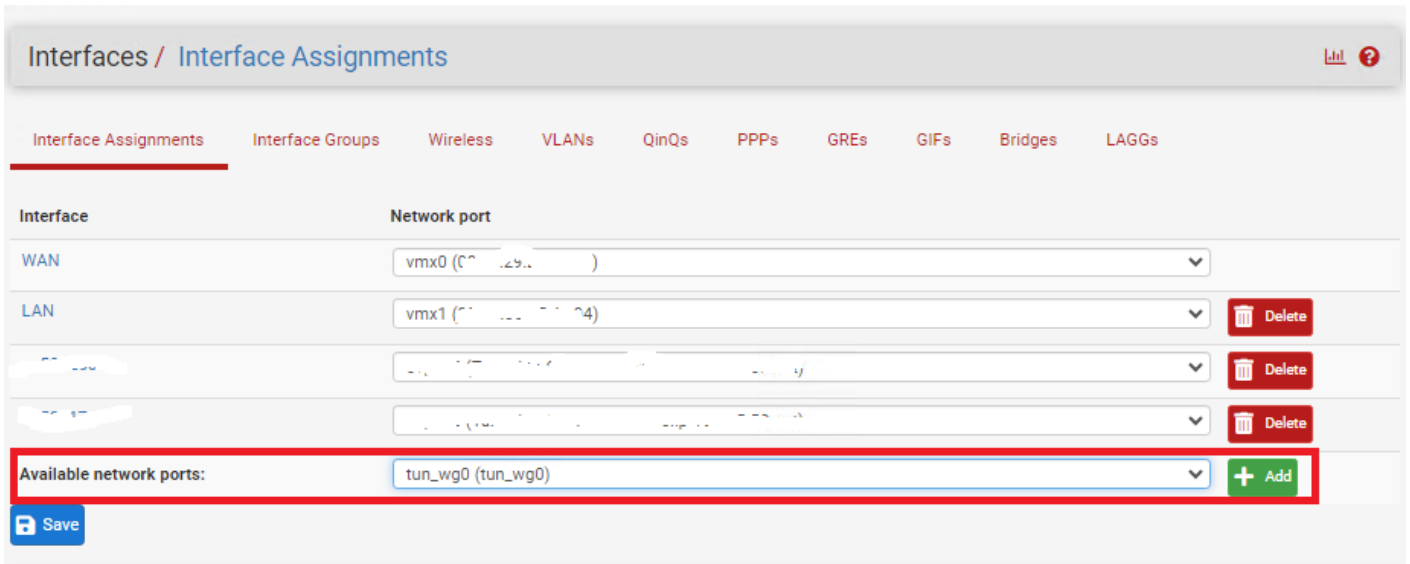 Interfaces / Interface Assignments
Interface Assignments Interface Groups Wireless VLANs QinQs PPPs GREs GIFs Bridges LAGGs
Interface Network port
WAN vmx0
LAN vmx1 Delete
Delete
Delete
Available network ports: tun_wg0 (tun_wg0) Add
Save